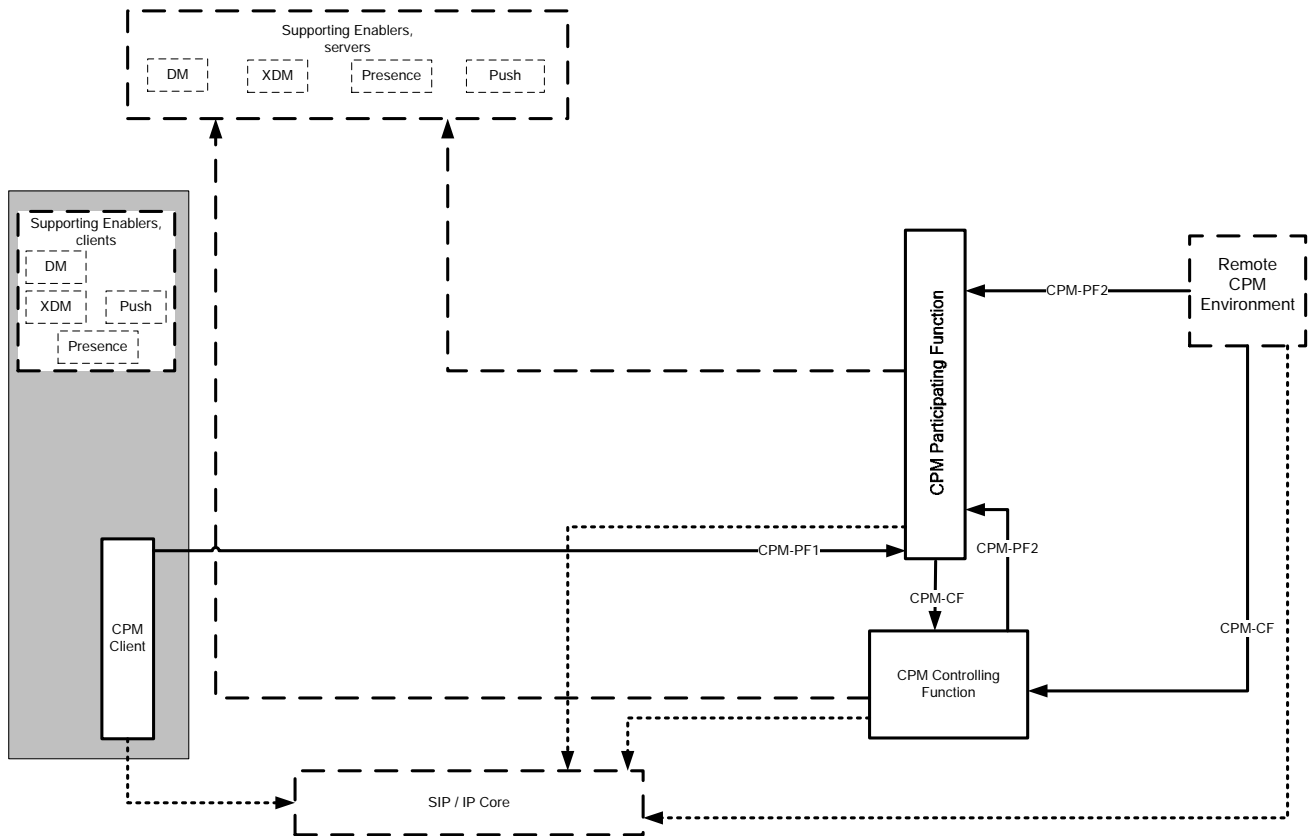 Supporting Enablers,
servers
DM
XDM
Presence
Push
Supporting Enablers,
clients
DM
XDM
Push
Presence
CPM Participating Function
Remote
CPM
Environment
CPM-PF2
CPM-PF1
CPM-PF2
CPM-CF
CPM-CF
CPM
Client
CPM Controlling
Function
SIP / IP Core